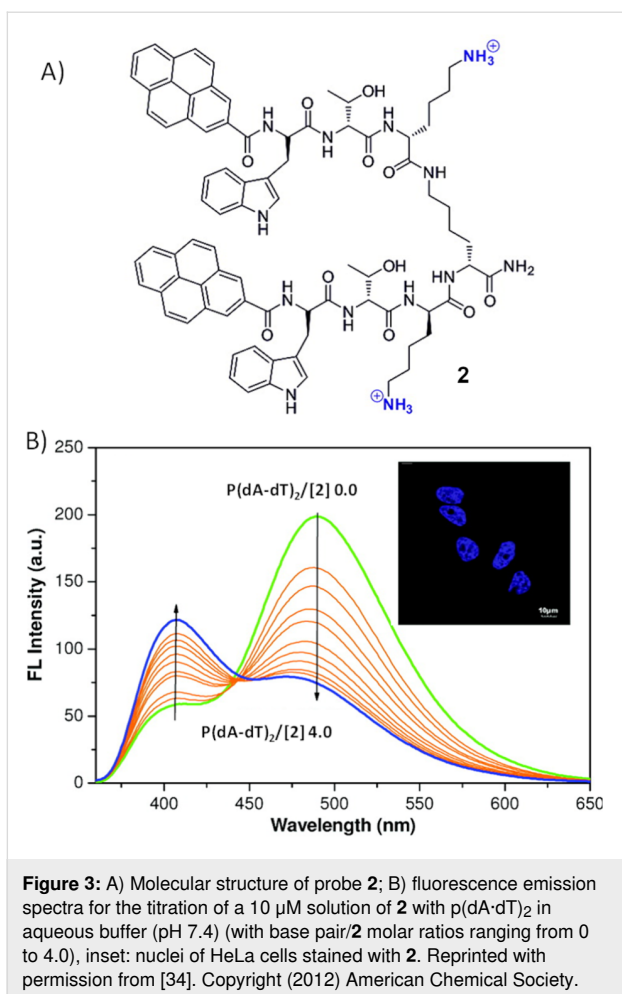 A)
⊕
NH₃
OH
O
H
N
H
N
O
N
H
O
O
NH
N
H
OH
O
H
N
H
N
O
HN
NH₂
O
O
N
H
O
O
N
H
⊕
NH₃
2
B)
P(dA-dT)₂/[2] 0.0
P(dA-dT)₂/[2] 4.0
10µm
FL Intensity (a.u.)
250
200
150
100
50
0
400 450 500 550 600 650
Wavelength (nm)
Figure 3: A) Molecular structure of probe 2; B) fluorescence emission
spectra for the titration of a 10 µM solution of 2 with p(dA·dT)₂ in
aqueous buffer (pH 7.4) (with base pair/2 molar ratios ranging from 0
to 4.0), inset: nuclei of HeLa cells stained with 2. Reprinted with
permission from [34]. Copyright (2012) American Chemical Society.